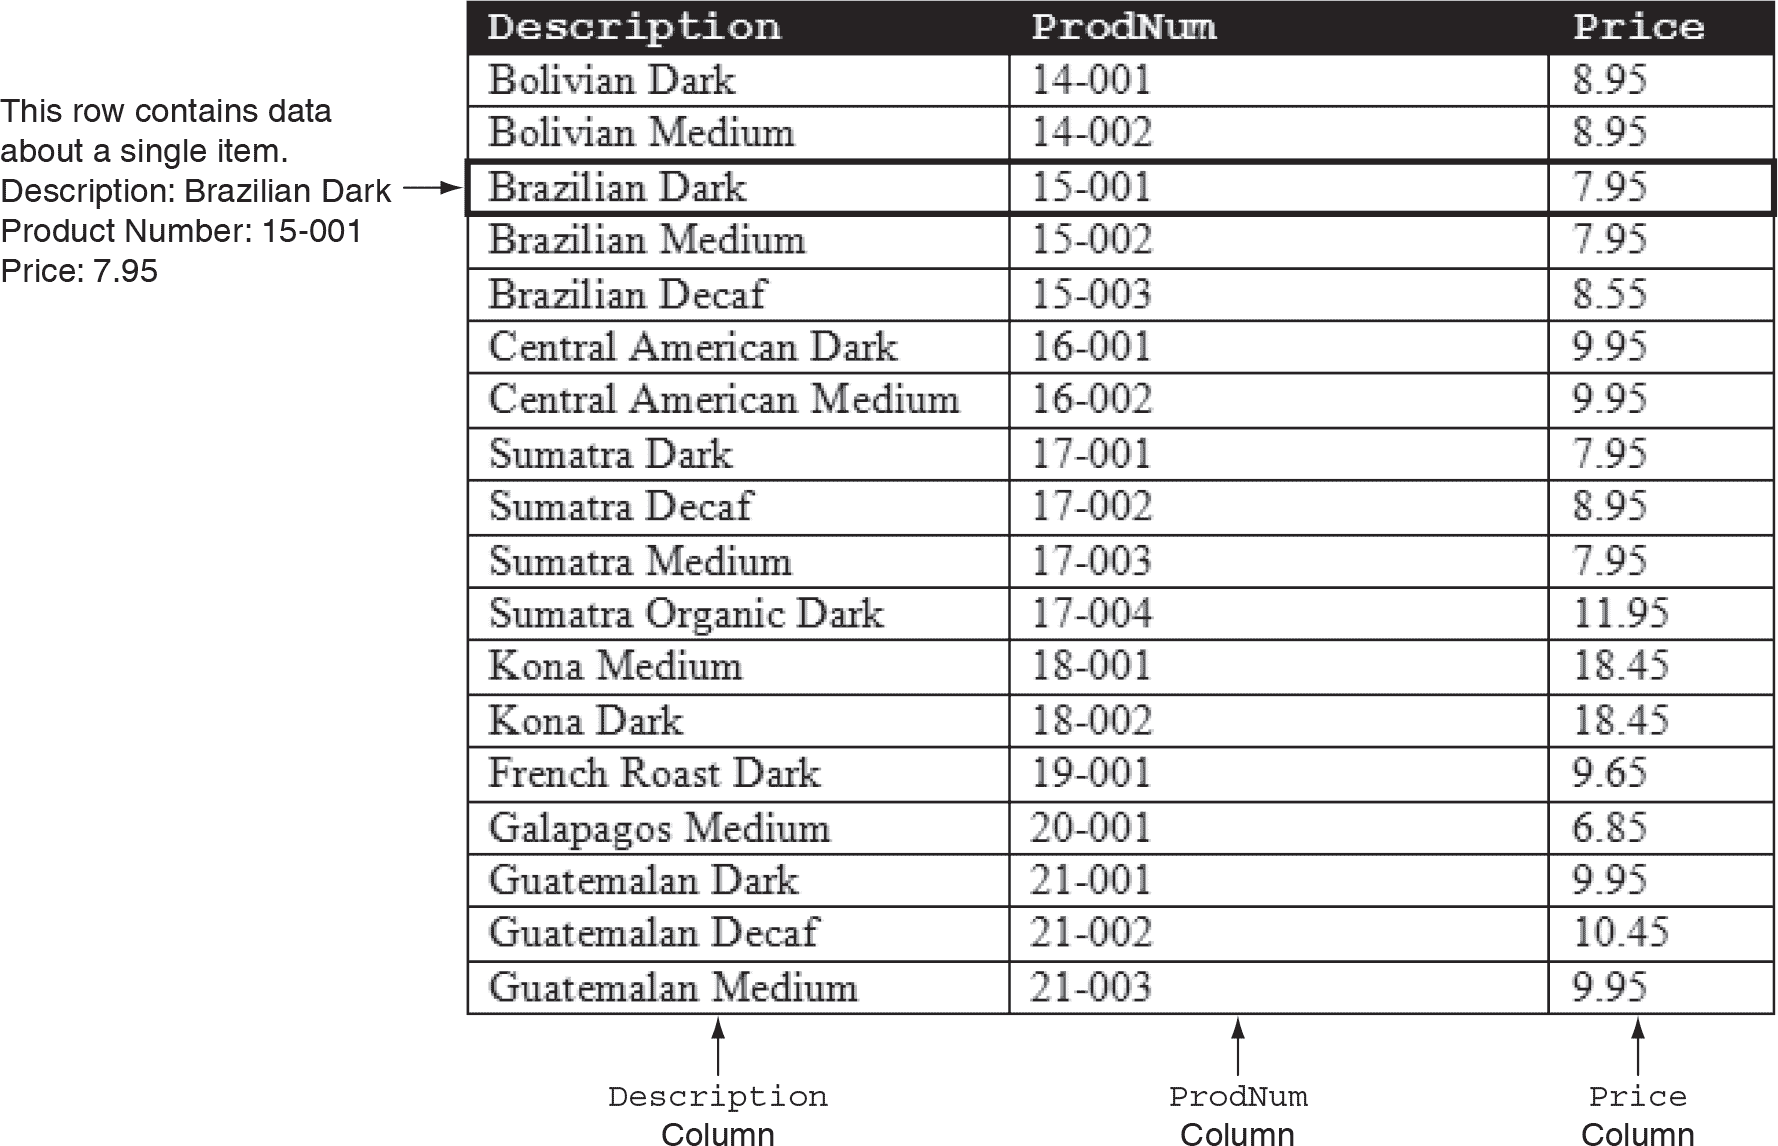 Description ProdNum Price
Bolivian Dark 14-001 8.95
Bolivian Medium 14-002 8.95
This row contains data
about a single item.
Description: Brazilian Dark
Product Number: 15-001
Price: 7.95
Brazilian Dark 15-001 7.95
Brazilian Medium 15-002 7.95
Brazilian Decaf 15-003 8.55
Central American Dark 16-001 9.95
Central American Medium 16-002 9.95
Sumatra Dark 17-001 7.95
Sumatra Decaf 17-002 8.95
Sumatra Medium 17-003 7.95
Sumatra Organic Dark 17-004 11.95
Kona Medium 18-001 18.45
Kona Dark 18-002 18.45
French Roast Dark 19-001 9.65
Galapagos Medium 20-001 6.85
Guatemalan Dark 21-001 9.95
Guatemalan Decaf 21-002 10.45
Guatemalan Medium 21-003 9.95
Description ProdNum Price
Column Column Column